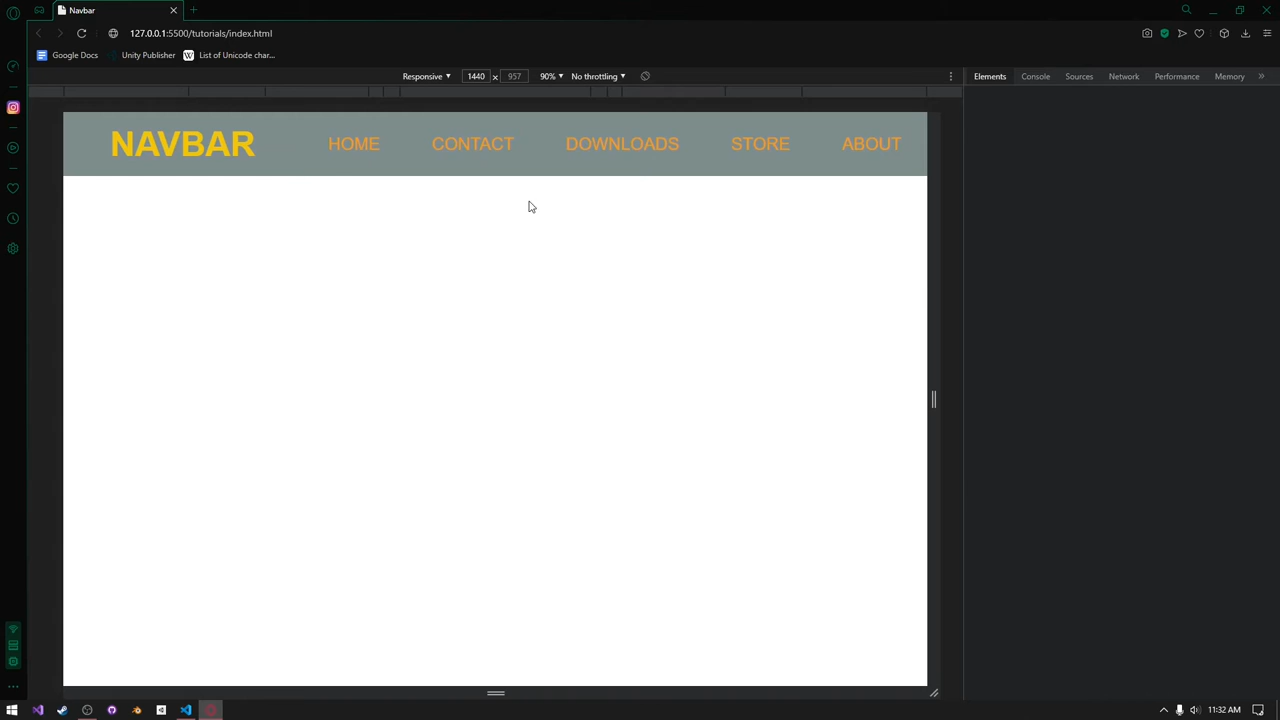 Navbar
127.0.0.1:5500/tutorials/index.html
Google Docs Unity Publisher W List of Unicode char...
Responsive 1440 x 957 90% No throttling Elements Console Sources Network Performance Memory »
NAVBAR HOME CONTACT DOWNLOADS STORE ABOUT
11:32 AM